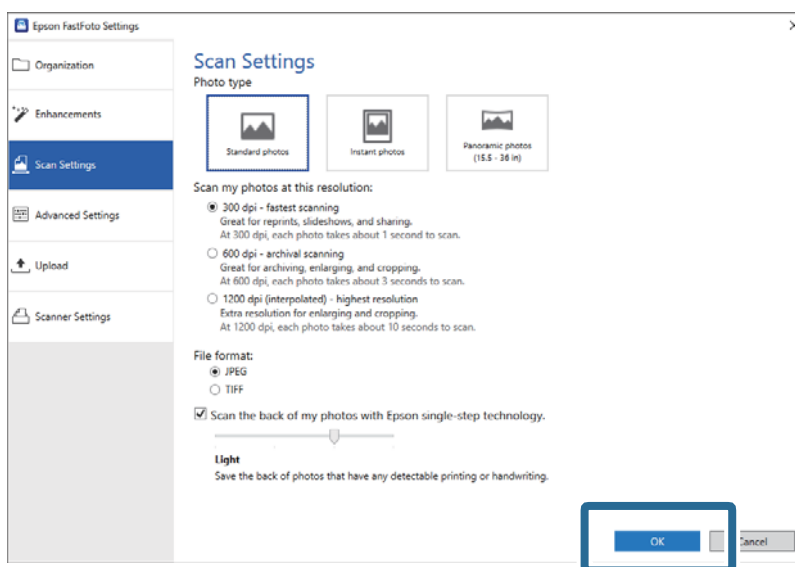 Epson FastFoto Settings
Organization
Enhancements
Scan Settings
Advanced Settings
Upload
Scanner Settings
Scan Settings
Photo type
Standard photos
Instant photos
Panoramic photos
(15.5 - 36 in)
Scan my photos at this resolution:
300 dpi - fastest scanning
Great for reprints, slideshows, and sharing.
At 300 dpi, each photo takes about 1 second to scan.
600 dpi - archival scanning
Great for archiving, enlarging, and cropping.
At 600 dpi, each photo takes about 3 seconds to scan.
1200 dpi (interpolated) - highest resolution
Extra resolution for enlarging and cropping.
At 1200 dpi, each photo takes about 10 seconds to scan.
File format:
JPEG
TIFF
Scan the back of my photos with Epson single-step technology.
Light
Save the back of photos that have any detectable printing or handwriting.
OK
Cancel